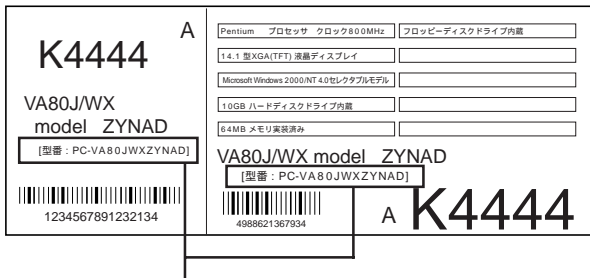 A
K4444
VA80J/WX
model ZYNAD
[型番 : PC-VA80JWXZYNAD]
1234567891232134
Pentium プロセッサ クロック800MHz
フロッピーディスクドライブ内蔵
14.1 型XGA(TFT) 液晶ディスプレイ
Microsoft Windows 2000/NT 4.0セレクタブルモデル
10GB ハードディスクドライブ内蔵
64MB メモリ実装済み
VA80J/WX model ZYNAD
[型番 : PC-VA80JWXZYNAD]
4988621367934
A K4444